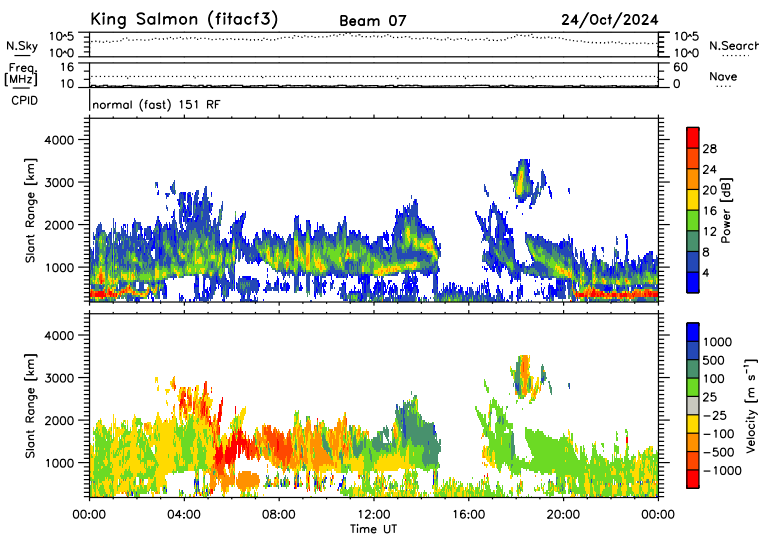 King Salmon (fitacf3) Beam 07 24/Oct/2024
N.Sky 10^5 10^5 N.Search
10^0 10^0
Freq. [MHz] 16 60 Nave
10 0
CPID normal (fast) 151 RF
Slant Range [km]
4000
3000
2000
1000
Power [dB]
28
24
20
16
12
8
4
Slant Range [km]
4000
3000
2000
1000
Velocity [m s⁻¹]
1000
500
100
25
−25
−100
−500
−1000
00:00 04:00 08:00 12:00 16:00 20:00 00:00
Time UT